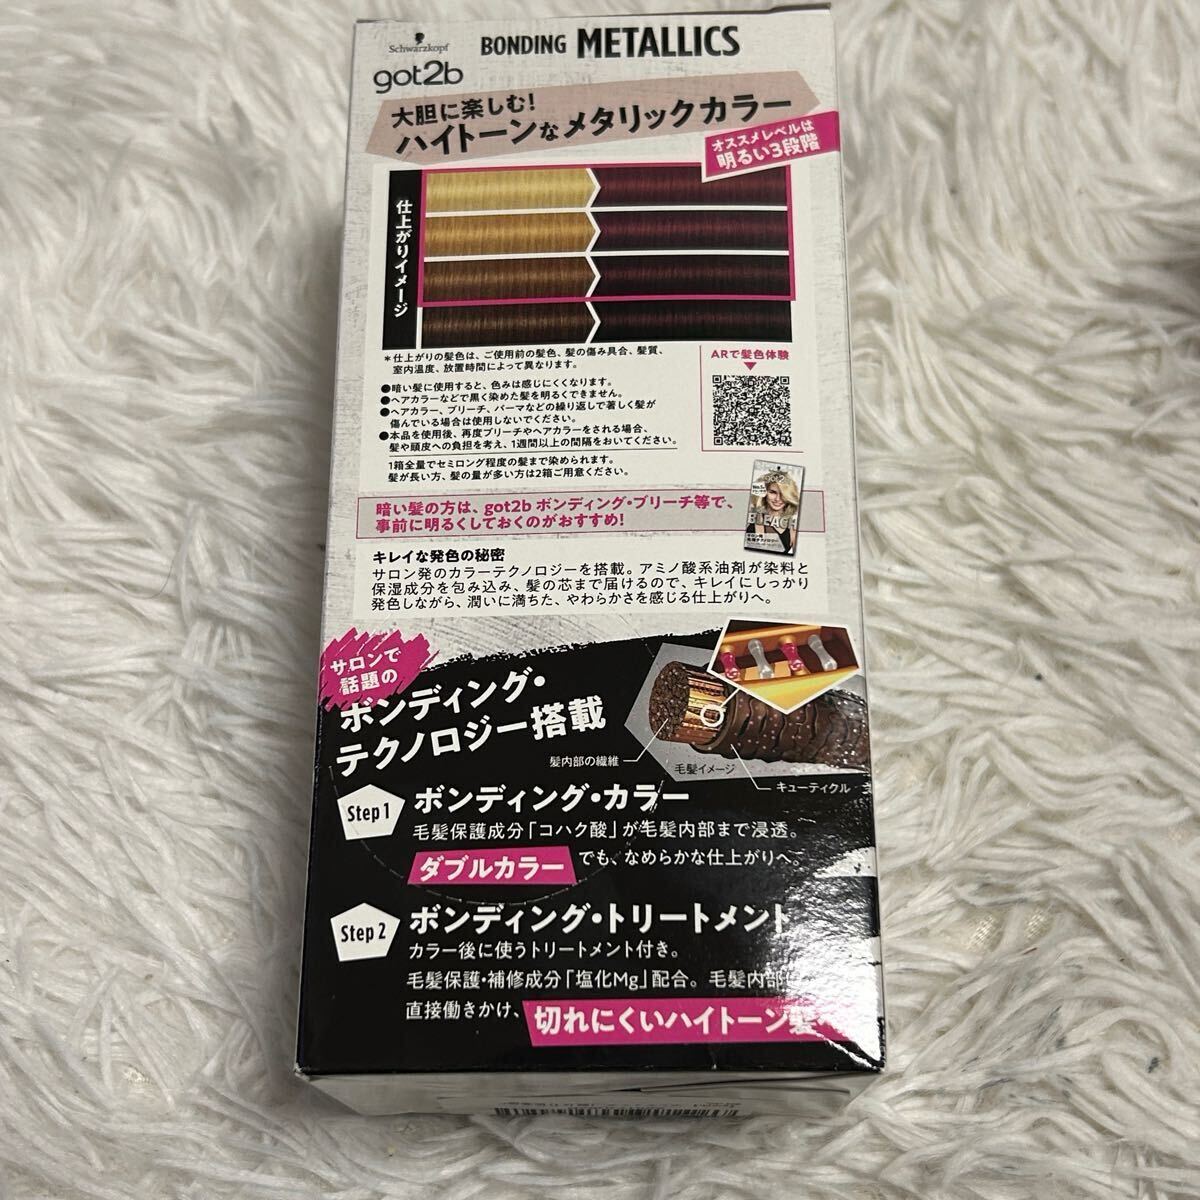 Schwarzkopf
got2b
BONDING METALLICS
大胆に楽しむ!
ハイトーンなメタリックカラー
オススメレベルは
明るい3段階
仕上がりイメージ
*仕上がりの髪色は、ご使用前の髪色、髪の傷み具合、髪質、
室内温度、放置時間によって異なります。
●暗い髪に使用すると、色みは感じにくくなります。
●ヘアカラーなどで黒く染めた髪を明るくできません。
●ヘアカラー、ブリーチ、パーマなどの繰り返しで著しく髪が
傷んでいる場合は使用しないでください。
●本品を使用後、再度ブリーチやヘアカラーをされる場合、
髪や頭皮への負担を考え、1週間以上の間隔をおいてください。
1箱全量でセミロング程度の髪まで染められます。
髪が長い方、髪の量が多い方は2箱ご用意ください。
ARで髪色体験
暗い髪の方は、got2b ボンディング・ブリーチ等で、
事前に明るくしておくのがおすすめ!
got2b
BLEACH
キレイな発色の秘密
サロン発のカラーテクノロジーを搭載。アミノ酸系油剤が染料と
保湿成分を包み込み、髪の芯まで届けるので、キレイにしっかり
発色しながら、潤いに満ちた、やわらかさを感じる仕上がりへ。
サロンで
話題の
ボンディング・
テクノロジー搭載
髪内部の繊維
毛髪イメージ
キューティクル
Step 1
ボンディング・カラー
毛髪保護成分「コハク酸」が毛髪内部まで浸透。
ダブルカラー でも、なめらかな仕上がりへ。
Step 2
ボンディング・トリートメント
カラー後に使うトリートメント付き。
毛髪保護・補修成分「塩化Mg」配合。毛髪内部に
直接働きかけ、切れにくいハイトーン髪へ